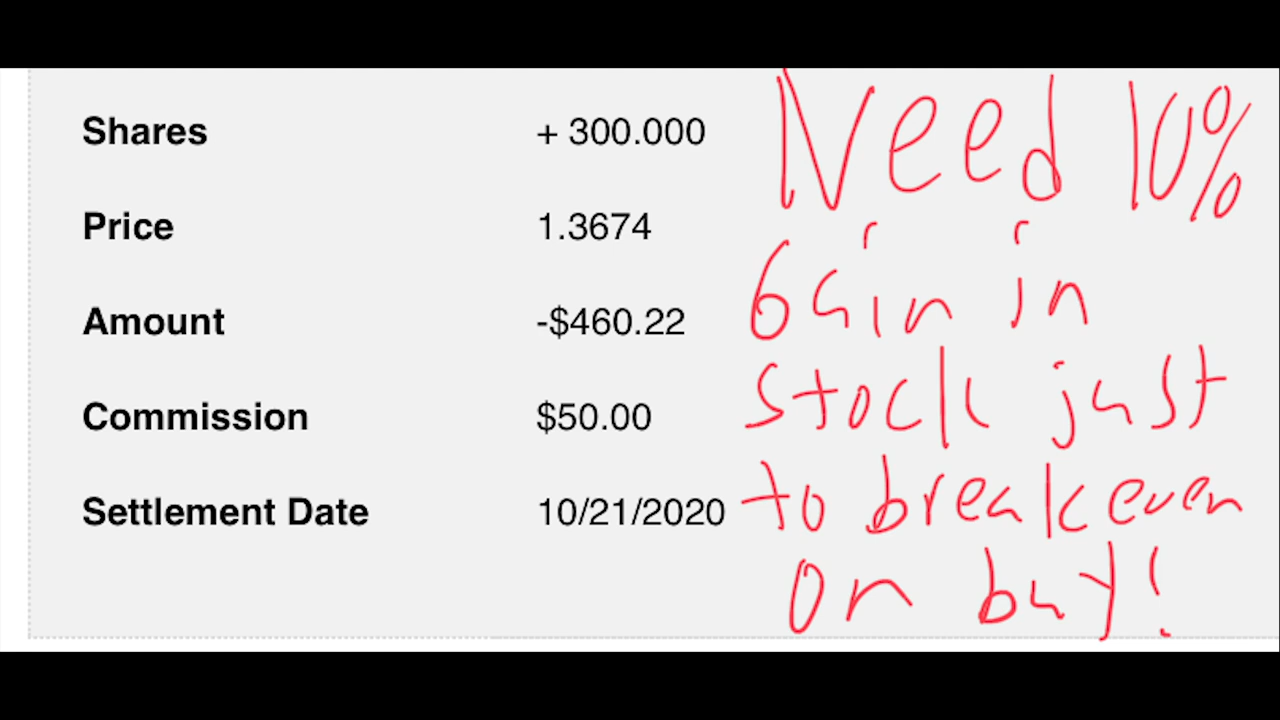 Shares + 300.000
Price 1.3674
Amount -$460.22
Commission $50.00
Settlement Date 10/21/2020
Need 10%
Gain in
stock just
to breakeven
on buy!